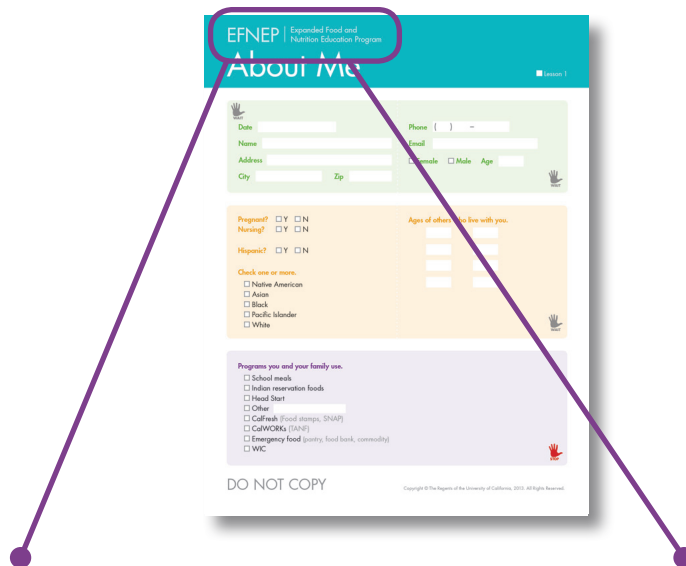 EFNEP | Expanded Food and
Nutrition Education Program
About Me
Lesson 1
WAIT
Date
Name
Address
City Zip
Phone ( ) –
Email
Female Male Age
WAIT
Pregnant? Y N
Nursing? Y N
Hispanic? Y N
Check one or more.
Native American
Asian
Black
Pacific Islander
White
Ages of others who live with you.
WAIT
Programs you and your family use.
School meals
Indian reservation foods
Head Start
Other
CalFresh (Food stamps, SNAP)
CalWORKs (TANF)
Emergency food (pantry, food bank, commodity)
WIC
STOP
DO NOT COPY
Copyright © The Regents of the University of California, 2013. All Rights Reserved.